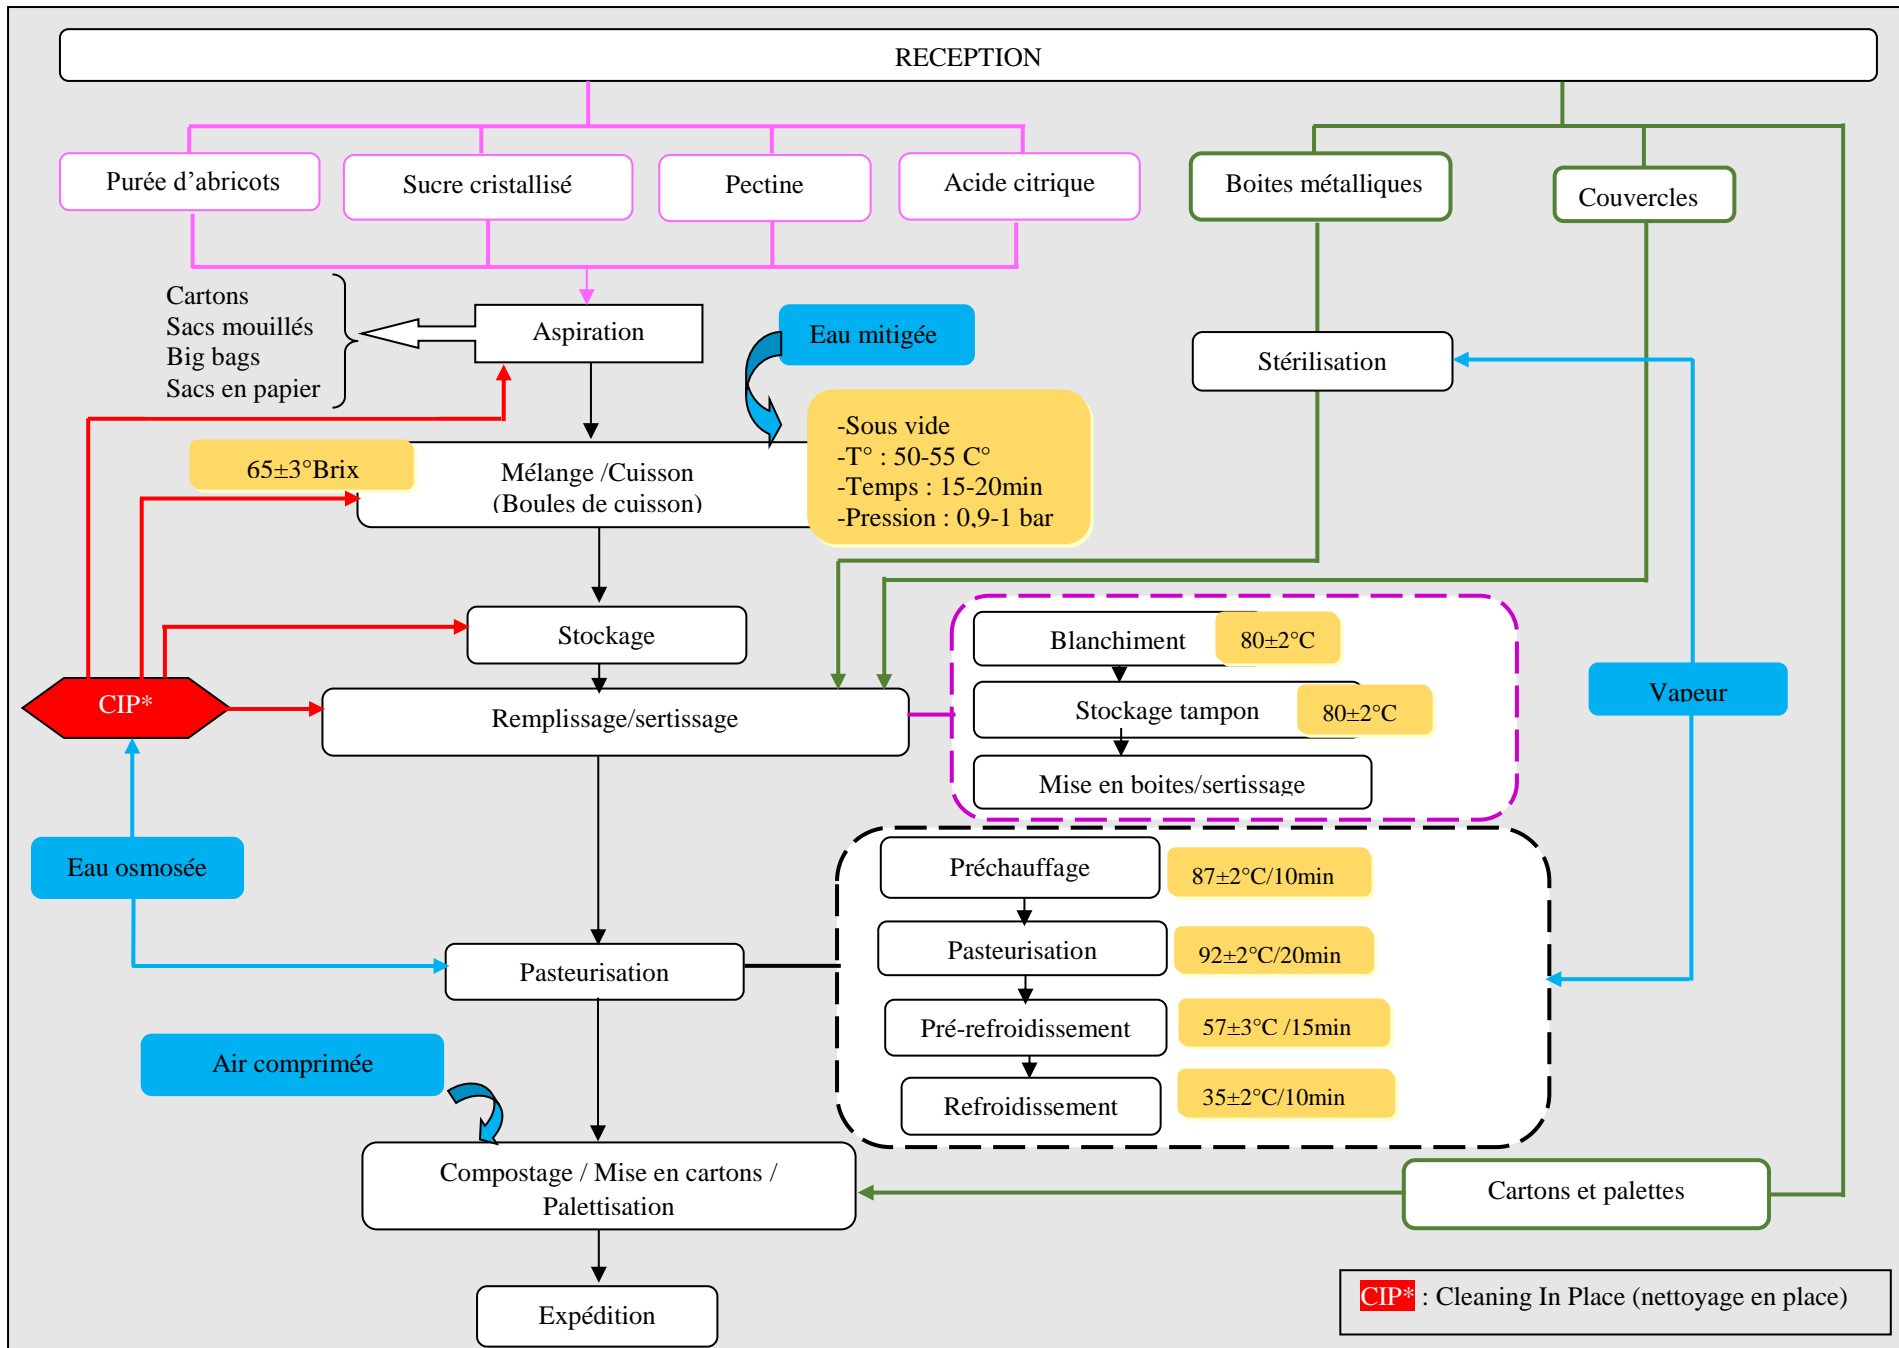 RECEPTION
Purée d’abricots
Sucre cristallisé
Pectine
Acide citrique
Boites métalliques
Couvercles
Cartons
Sacs mouillés
Big bags
Sacs en papier
Aspiration
Eau mitigée
Stérilisation
65±3°Brix
Mélange /Cuisson
(Boules de cuisson)
-Sous vide
-T° : 50-55 C°
-Temps : 15-20min
-Pression : 0,9-1 bar
Stockage
Blanchiment
80±2°C
CIP*
Remplissage/sertissage
Stockage tampon
80±2°C
Vapeur
Mise en boites/sertissage
Eau osmosée
Préchauffage
87±2°C/10min
Pasteurisation
Pasteurisation
92±2°C/20min
Pré-refroidissement
57±3°C /15min
Air comprimée
Refroidissement
35±2°C/10min
Compostage / Mise en cartons /
Palettisation
Cartons et palettes
Expédition
CIP* : Cleaning In Place (nettoyage en place)